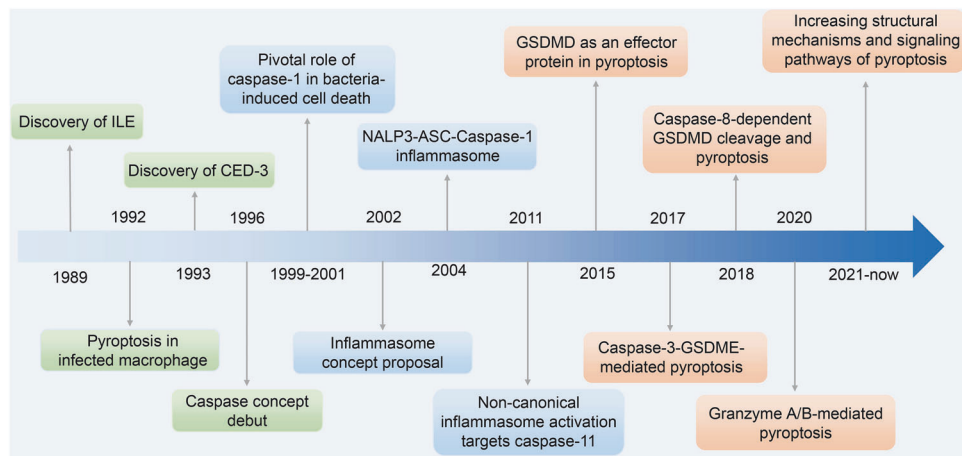 Increasing structural
mechanisms and signaling
pathways of pyroptosis
GSDMD as an effector
protein in pyroptosis
Pivotal role of
caspase-1 in bacteria-
induced cell death
Discovery of ILE
NALP3-ASC-Caspase-1
inflammasome
Caspase-8-dependent
GSDMD cleavage and
pyroptosis
Discovery of CED-3
1992
1996
2002
2011
2017
2020
1989
1993
1999-2001
2004
2015
2018
2021-now
Pyroptosis in
infected macrophage
Inflammasome
concept proposal
Caspase-3-GSDME-
mediated pyroptosis
Caspase concept
debut
Non-canonical
inflammasome activation
targets caspase-11
Granzyme A/B-mediated
pyroptosis